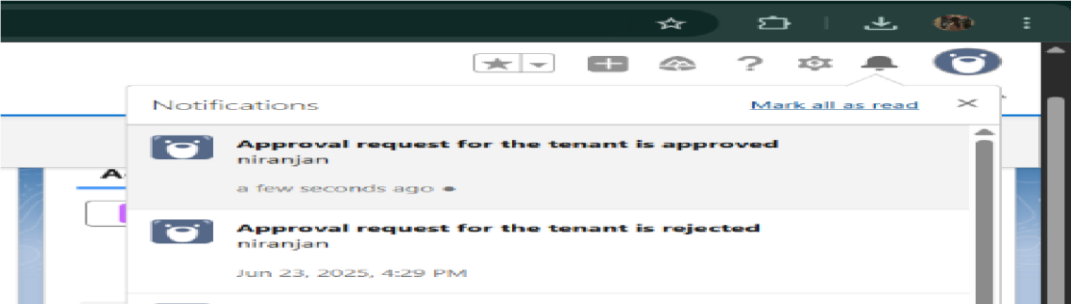 Notifications
Mark all as read
Approval request for the tenant is approved
niranjan
a few seconds ago
Approval request for the tenant is rejected
niranjan
Jun 23, 2025, 4:29 PM